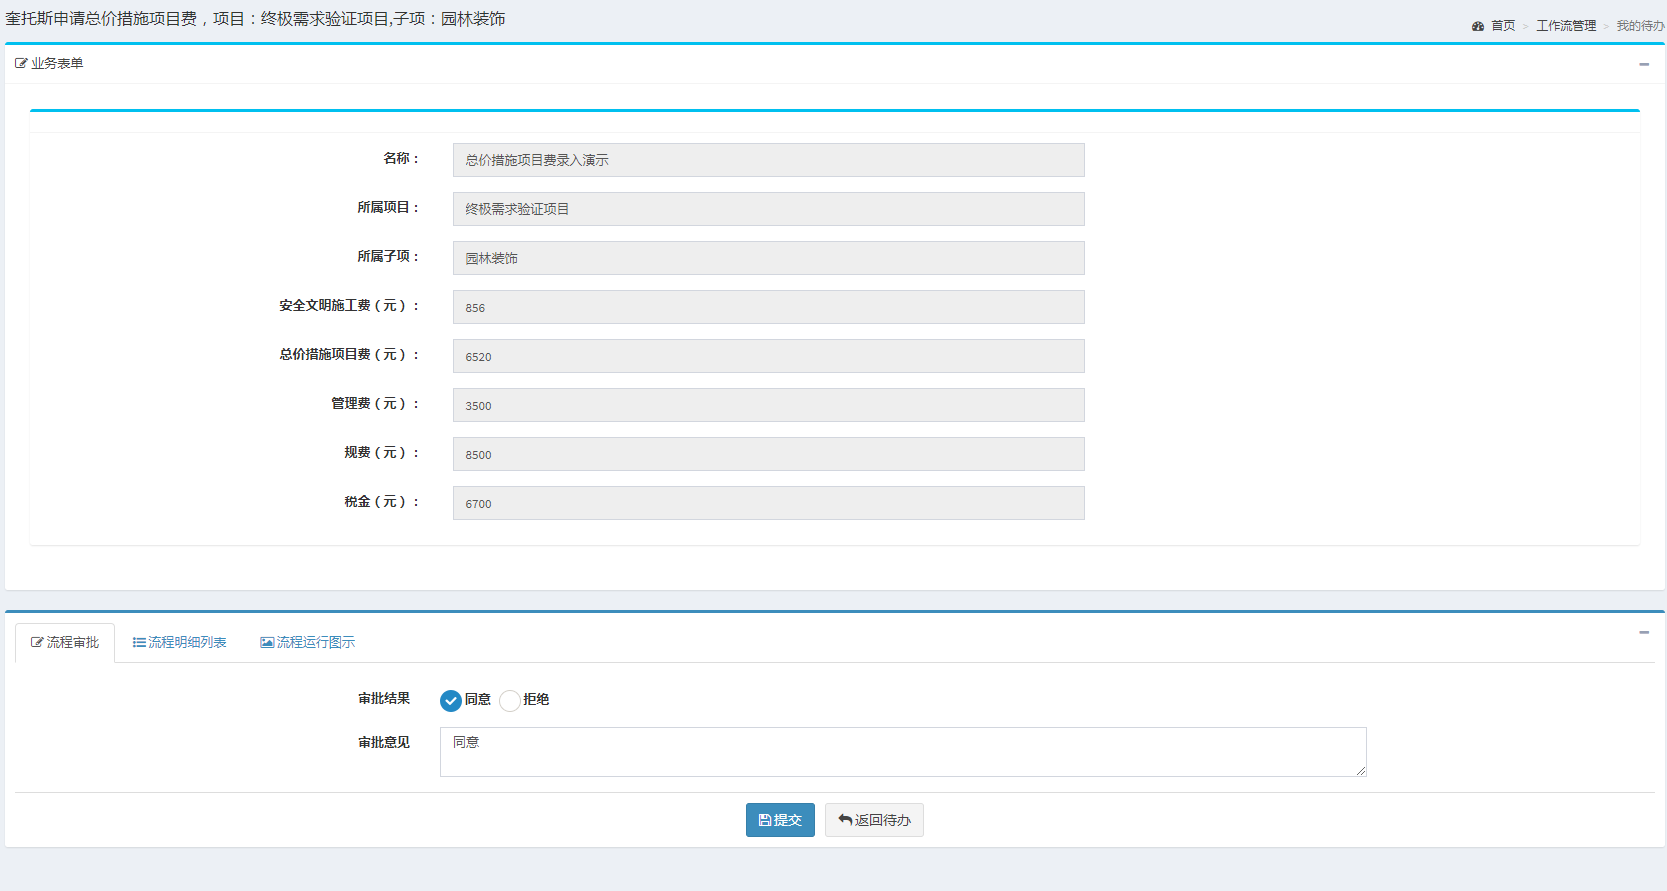 奎托斯申请总价措施项目费，项目：终极需求验证项目,子项：园林装饰
首页 > 工作流管理 > 我的待办
业务表单
名称： 总价措施项目费录入演示
所属项目： 终极需求验证项目
所属子项： 园林装饰
安全文明施工费（元）： 856
总价措施项目费（元）： 6520
管理费（元）： 3500
规费（元）： 8500
税金（元）： 6700
流程审批 流程明细列表 流程运行图示
审批结果 同意 拒绝
审批意见 同意
提交 返回待办